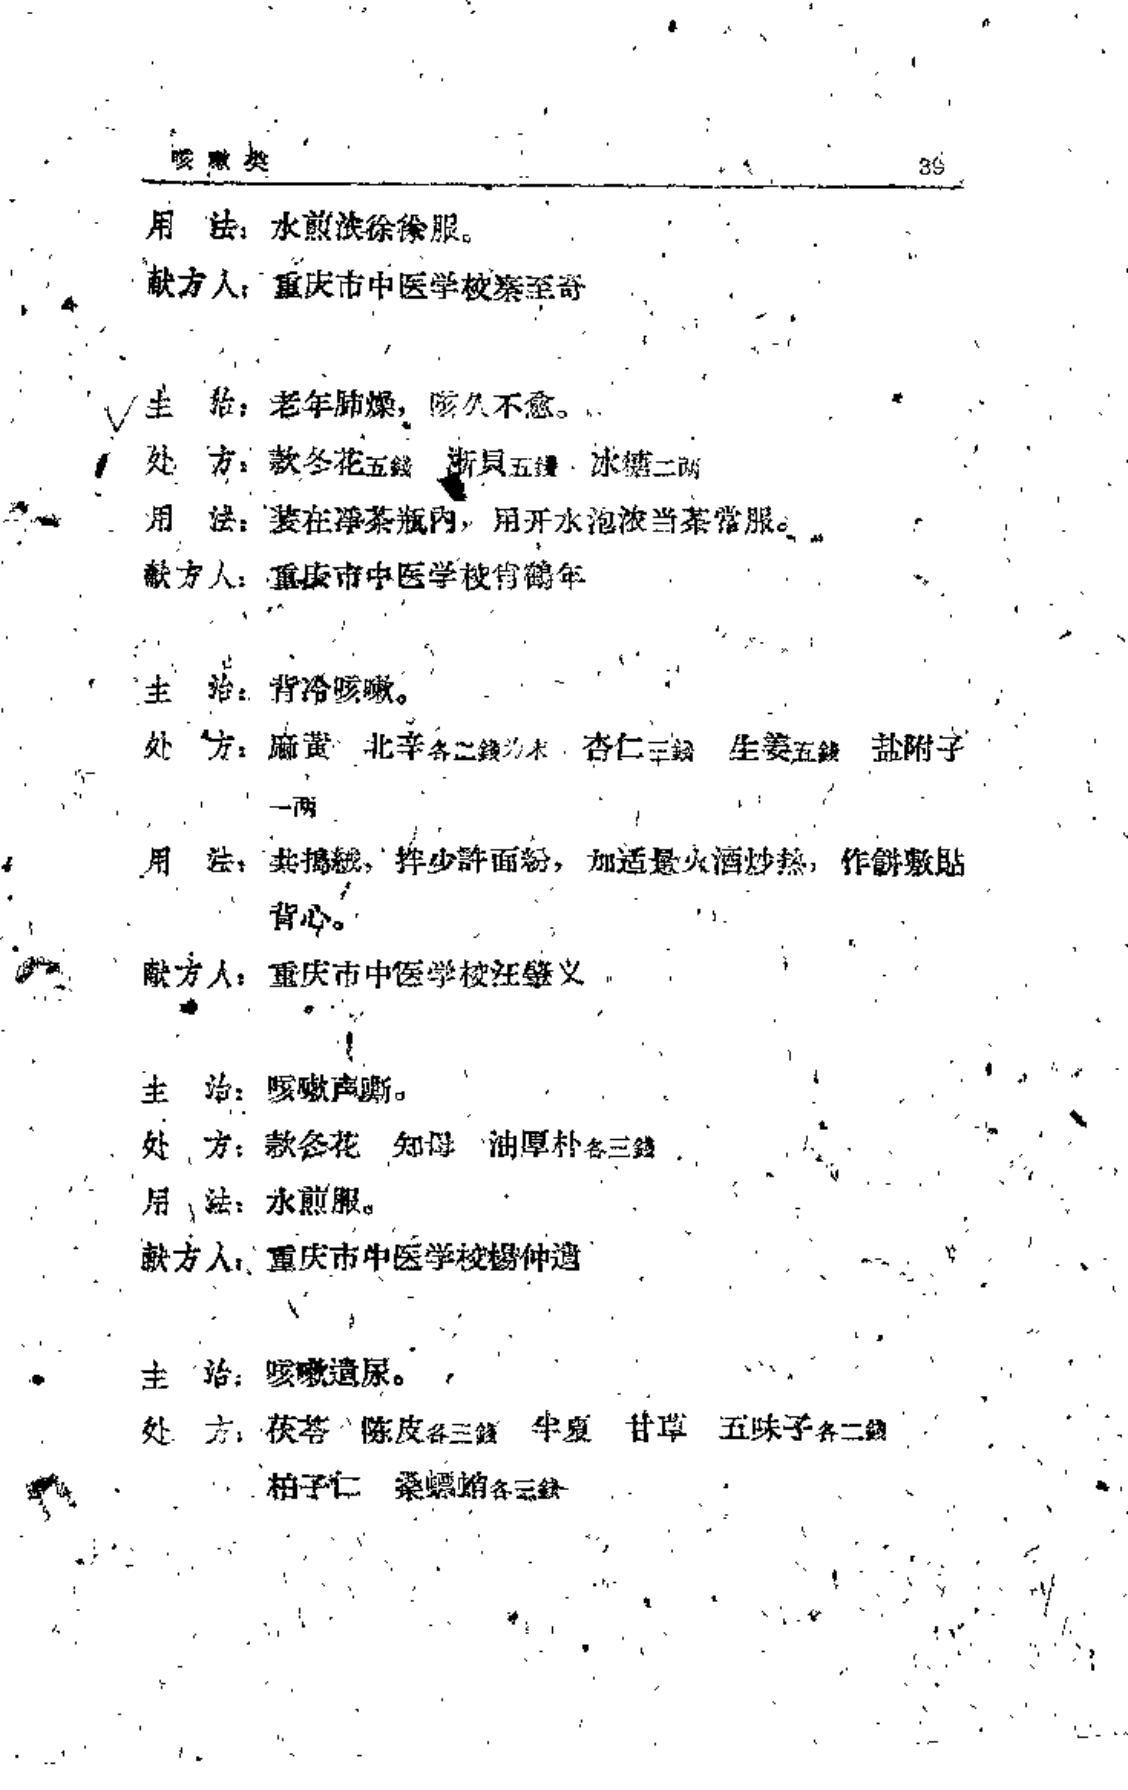 咳嗽类 39
用 法：水煎浓徐徐服。
献方人：重庆市中医学校蔡至奇
主 治：老年肺燥，咳久不愈。
处 方：款冬花五錢 浙貝五錢 冰糖二两
用 法：装在净茶瓶內，用开水泡浓当茶常服。
献方人：重庆市中医学校肖鶴年
主 治：背冷咳嗽。
处 方：麻黃 北辛各二錢为末 杏仁三錢 生姜五錢 盐附子
一两
用 法：共搗絨，拌少許面粉，加适量火酒炒热，作餅敷貼
背心。
献方人：重庆市中医学校汪肇义
主 治：咳嗽声嘶。
处 方：款冬花 知母 油厚朴各三錢
用 法：水煎服。
献方人：重庆市中医学校楊仲遺
主 治：咳嗽遺尿。
处 方：茯苓 陈皮各三錢 半夏 甘草 五味子各二錢
柏子仁 桑螵蛸各三錢